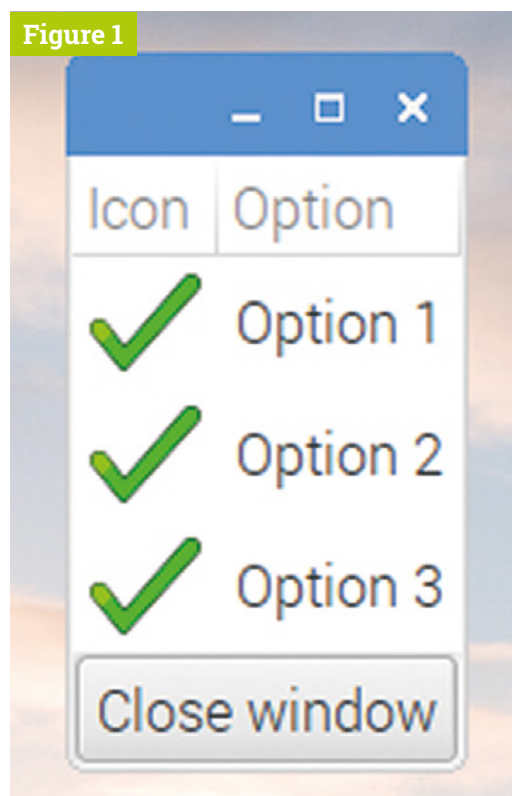 Figure 1
Icon Option
Option 1
Option 2
Option 3
Close window